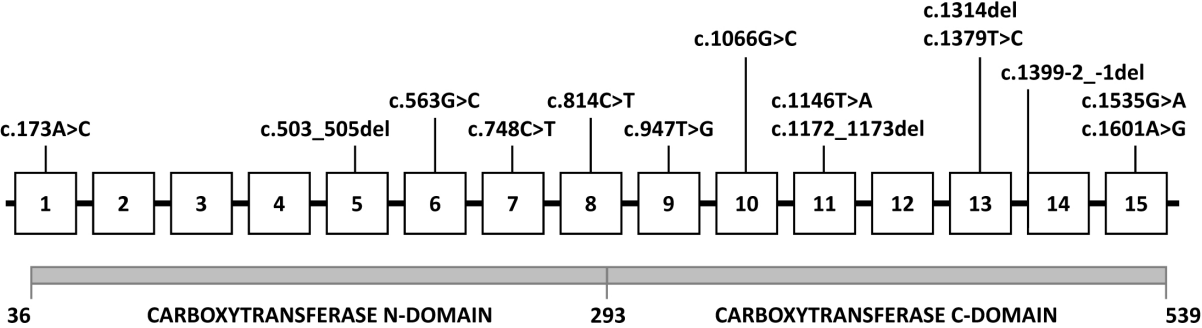 c.1314del
c.1066G>C c.1379T>C
c.1399-2_-1del
c.563G>C c.814C>T c.1146T>A c.1535G>A
c.173A>C c.503_505del c.748C>T c.947T>G c.1172_1173del c.1601A>G
1 2 3 4 5 6 7 8 9 10 11 12 13 14 15
36 CARBOXYTRANSFERASE N-DOMAIN 293 CARBOXYTRANSFERASE C-DOMAIN 539